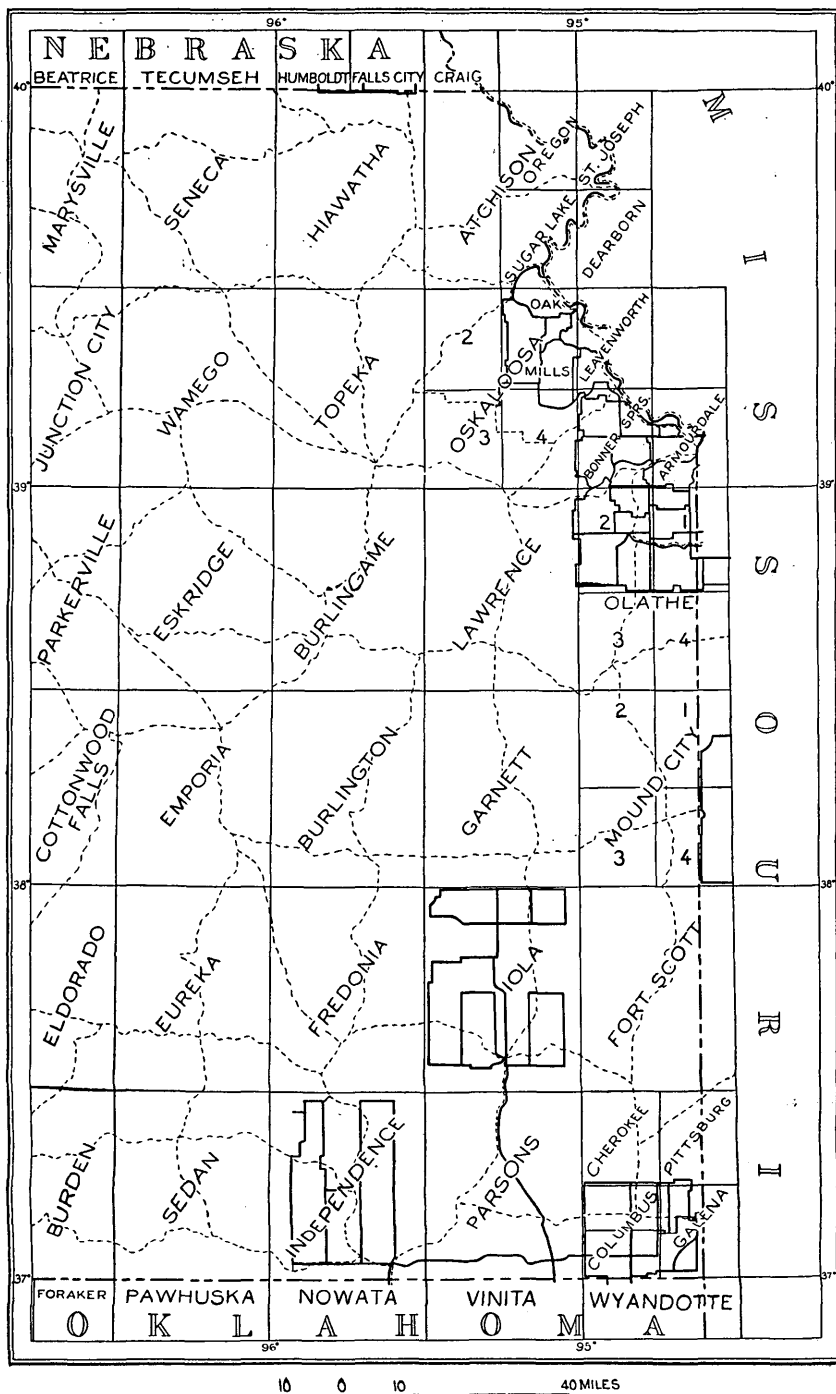 96° 95°
N E B R A S K A
BEATRICE TECUMSEH HUMBOLDT FALLS CITY CRAIG
40° 40°
MARYSVILLE
SENECA
HIAWATHA
ATCHISON
OREGON
ST. JOSEPH
SUGAR LAKE
DEARBORN
M I S S O U R I
JUNCTION CITY
WAMEGO
TOPEKA
2
OSKALOOSA
3 4
OAK
MILLS
LEAVENWORTH
BONNER SPRS.
ARMOURDALE
39° 39°
PARKERVILLE
ESKRIDGE
BURLINGAME
LAWRENCE
2 1
OLATHE
3 4
COTTONWOOD
FALLS
EMPORIA
BURLINGTON
GARNETT
2 1
MOUND CITY
3 4
38° 38°
ELDORADO
EUREKA
FREDONIA
IOLA
FORT SCOTT
BURDEN
SEDAN
INDEPENDENCE
PARSONS
CHEROKEE
PITTSBURG
COLUMBUS
GALENA
37° 37°
FORAKER PAWHUSKA NOWATA VINITA WYANDOTTE
O K L A H O M A
96° 95°
10 0 10 40 MILES